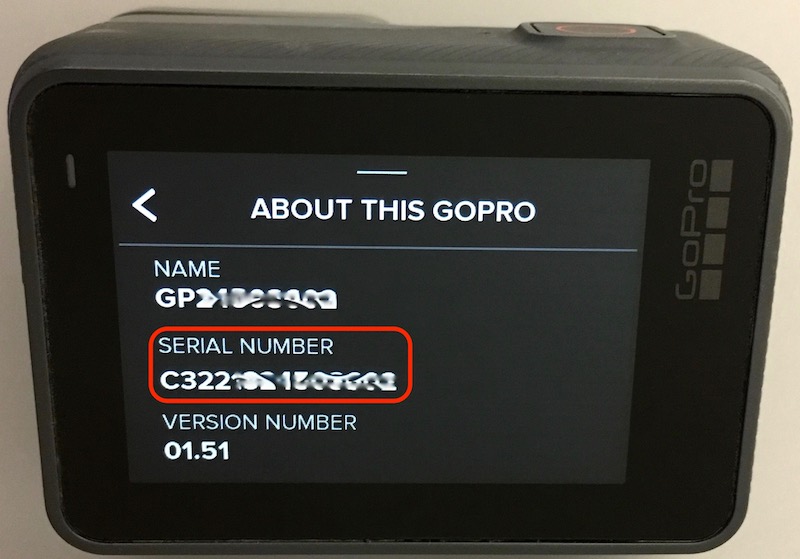 ABOUT THIS GOPRO
NAME
SERIAL NUMBER
VERSION NUMBER
01.51
GoPro